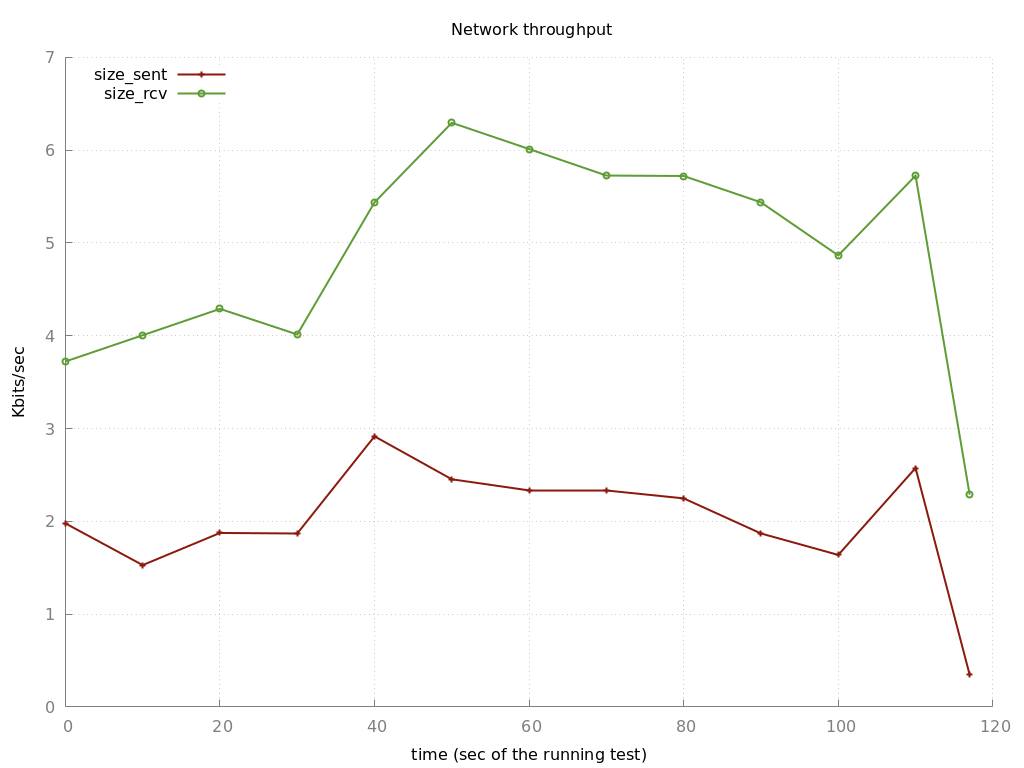 Network throughput
size_sent
size_rcv
7
6
5
4
3
2
1
0
Kbits/sec
0 20 40 60 80 100 120
time (sec of the running test)